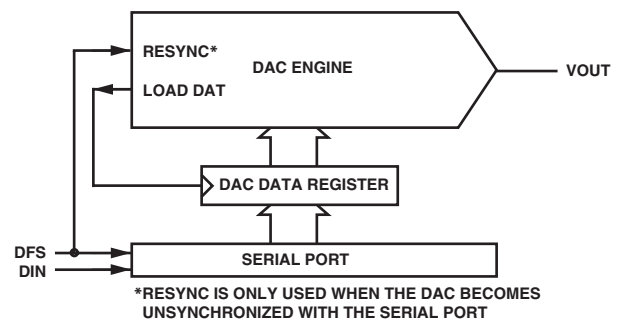 RESYNC*
DAC ENGINE
VOUT
LOAD DAT
DAC DATA REGISTER
DFS
SERIAL PORT
DIN
*RESYNC IS ONLY USED WHEN THE DAC BECOMES
UNSYNCHRONIZED WITH THE SERIAL PORT